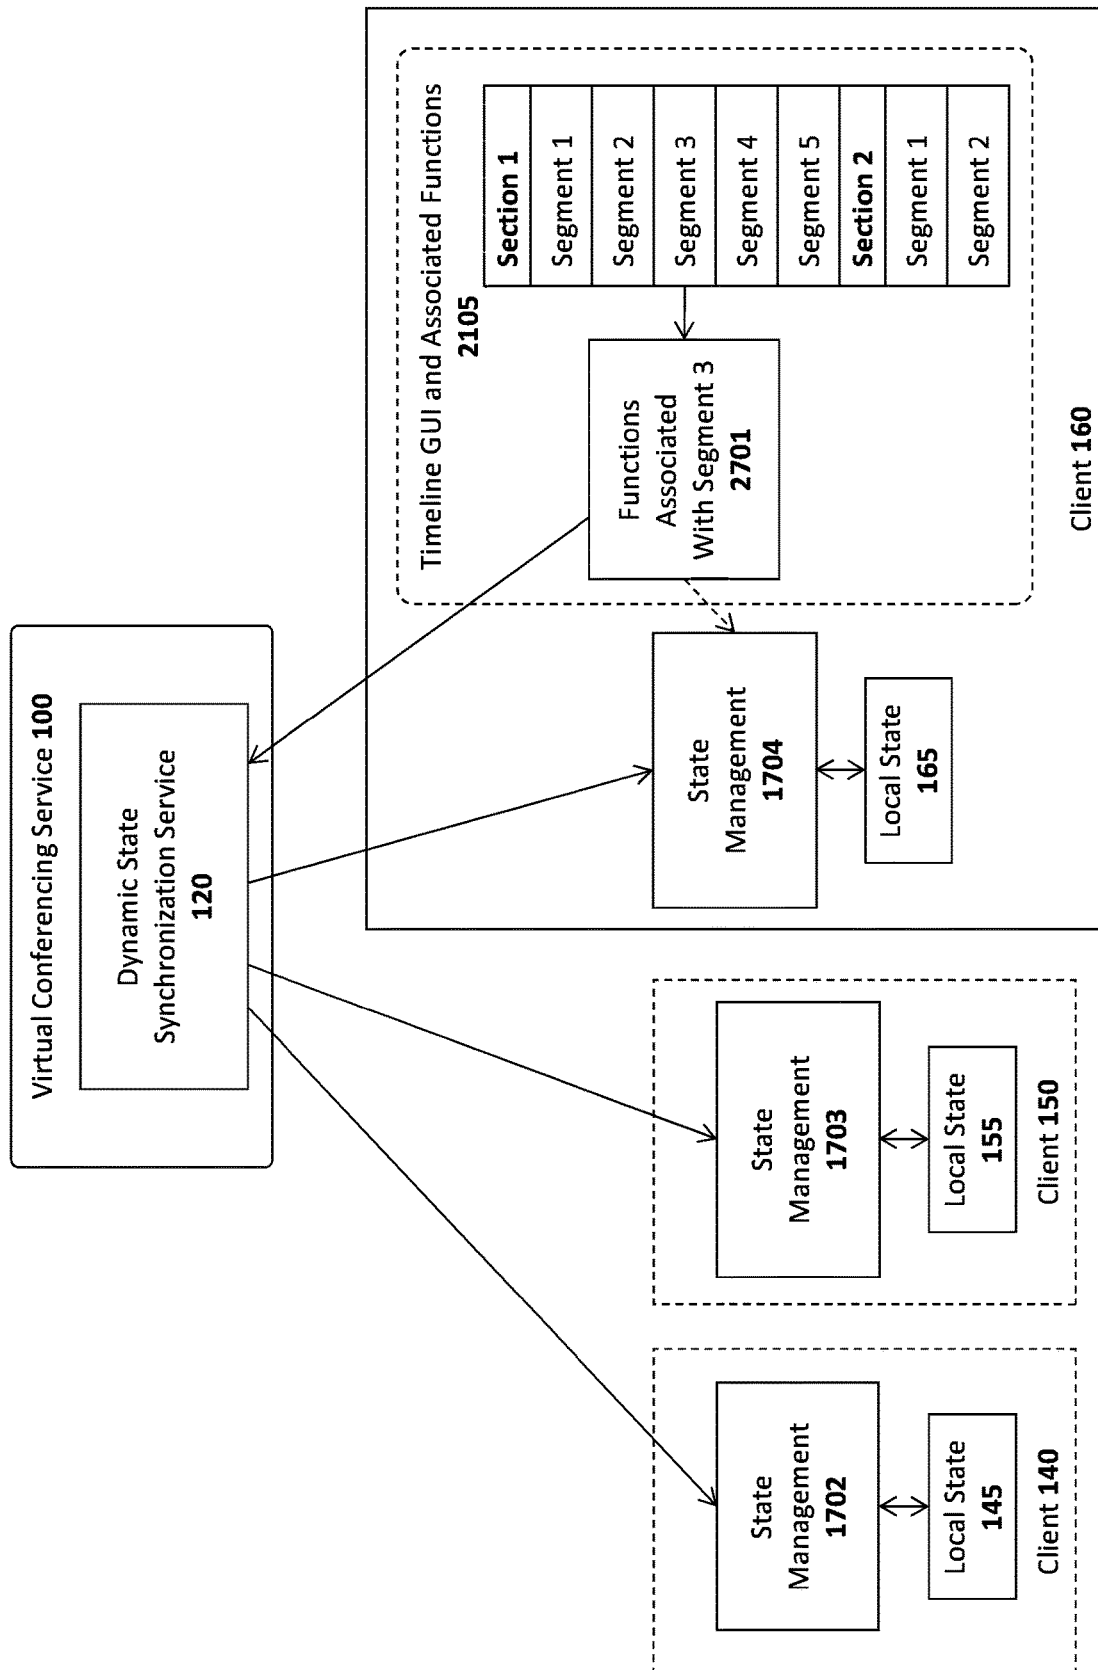 Virtual Conferencing Service 100
Dynamic State
Synchronization Service
120
State
Management
1702
Local State
145
Client 140
State
Management
1703
Local State
155
Client 150
State
Management
1704
Local State
165
Timeline GUI and Associated Functions
2105
Functions
Associated
With Segment 3
2701
Section 1
Segment 1
Segment 2
Segment 3
Segment 4
Segment 5
Section 2
Segment 1
Segment 2
Client 160